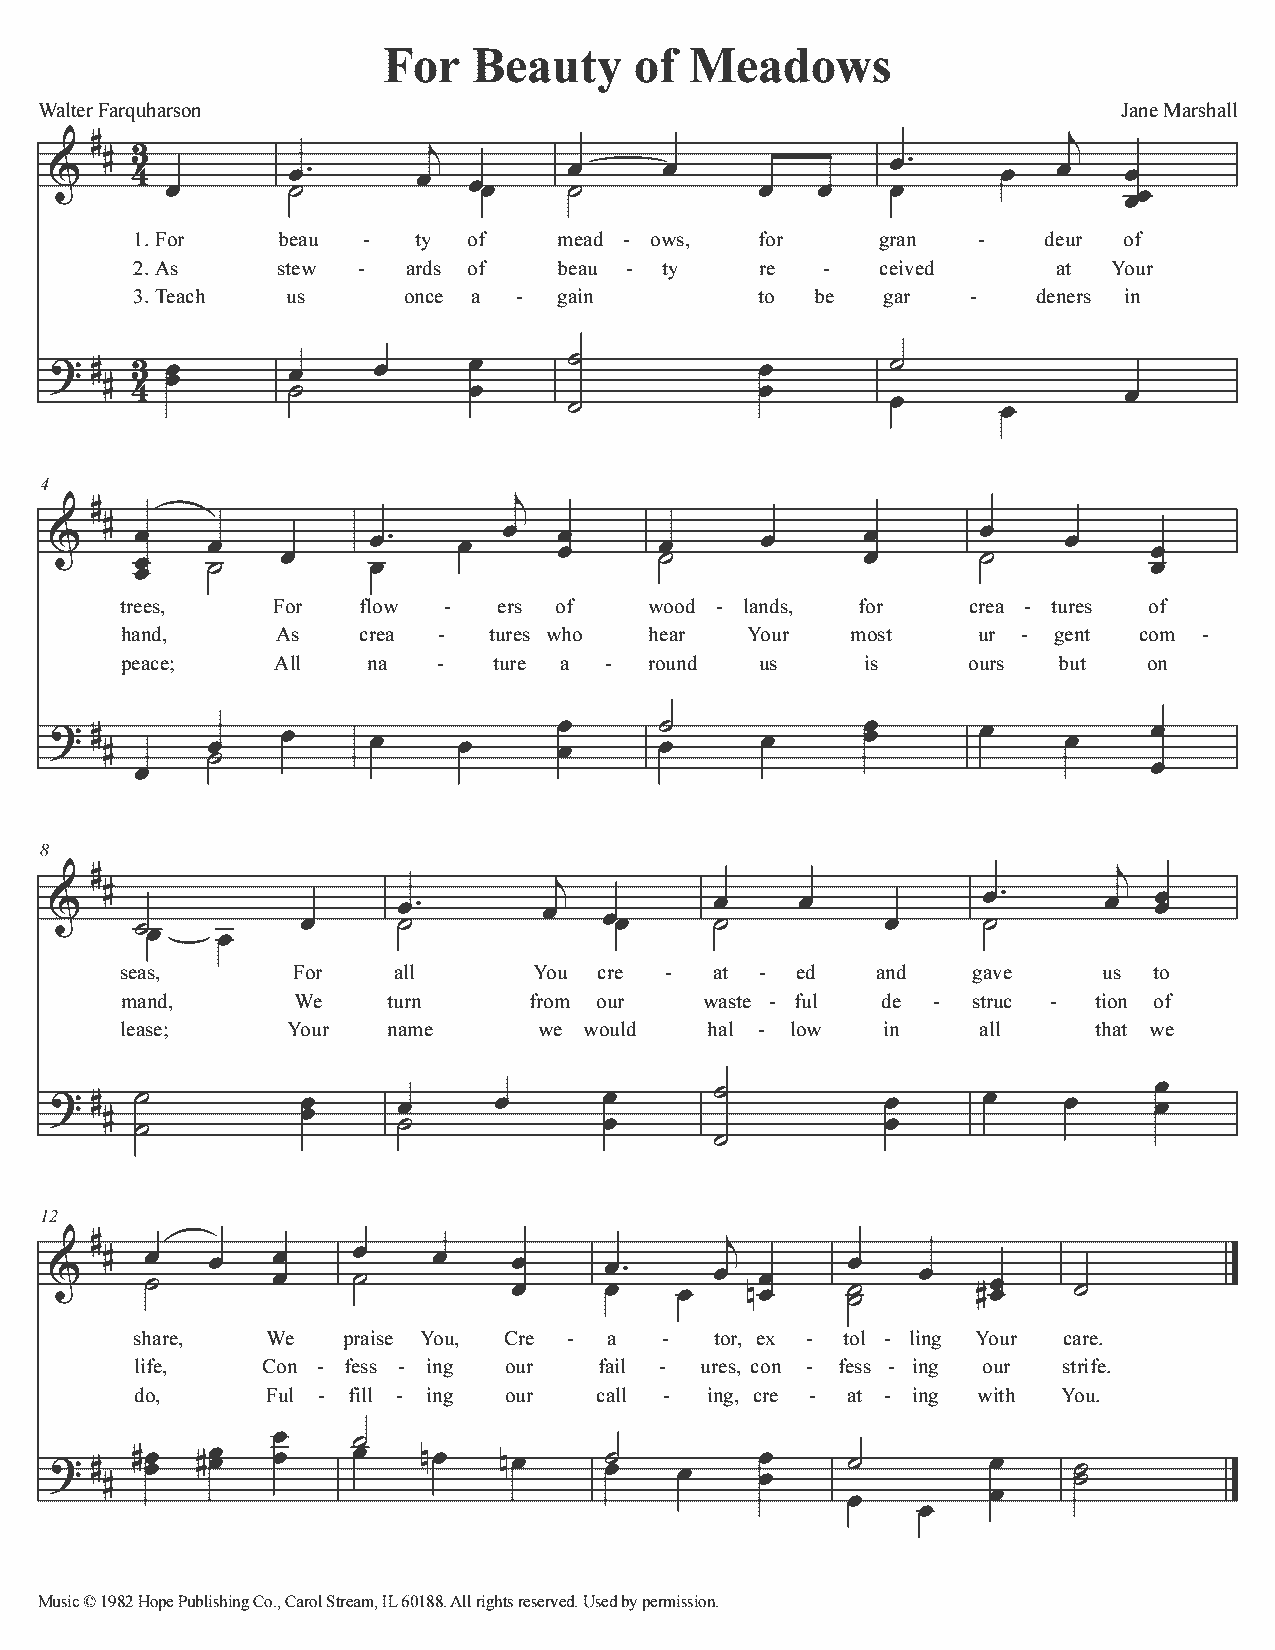 For Beauty of Meadows
Walter Farquharson
Jane Marshall
1. For beau - ty of mead - ows, for gran - deur of
2. As stew - ards of beau - ty re - ceived at Your
3. Teach us once a - gain to be gar - deners in
4
trees, For flow - ers of wood - lands, for crea - tures of
hand, As crea - tures who hear Your most ur - gent com -
peace; All na - ture a - round us is ours but on
8
seas, For all You cre - at - ed and gave us to
mand, We turn from our waste - ful de - struc - tion of
lease; Your name we would hal - low in all that we
12
share, We praise You, Cre - a - tor, ex - tol - ling Your care.
life, Con - fess - ing our fail - ures, con - fess - ing our strife.
do, Ful - fill - ing our call - ing, cre - at - ing with You.
Music © 1982 Hope Publishing Co., Carol Stream, IL 60188. All rights reserved. Used by permission.